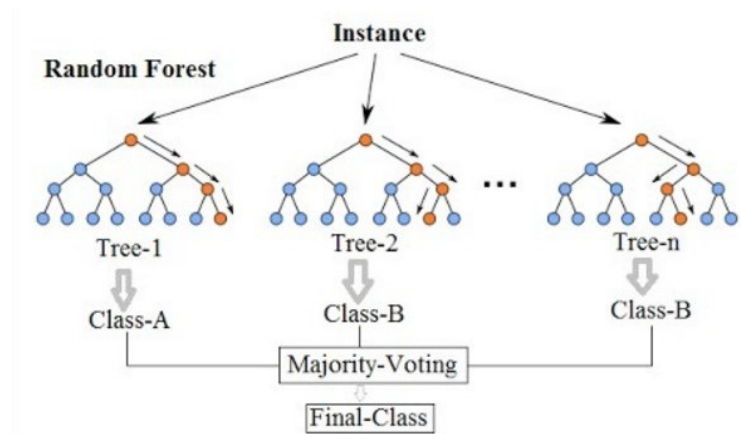 Instance
Random Forest
...
Tree-1
Tree-2
Tree-n
Class-A
Class-B
Class-B
Majority-Voting
Final-Class